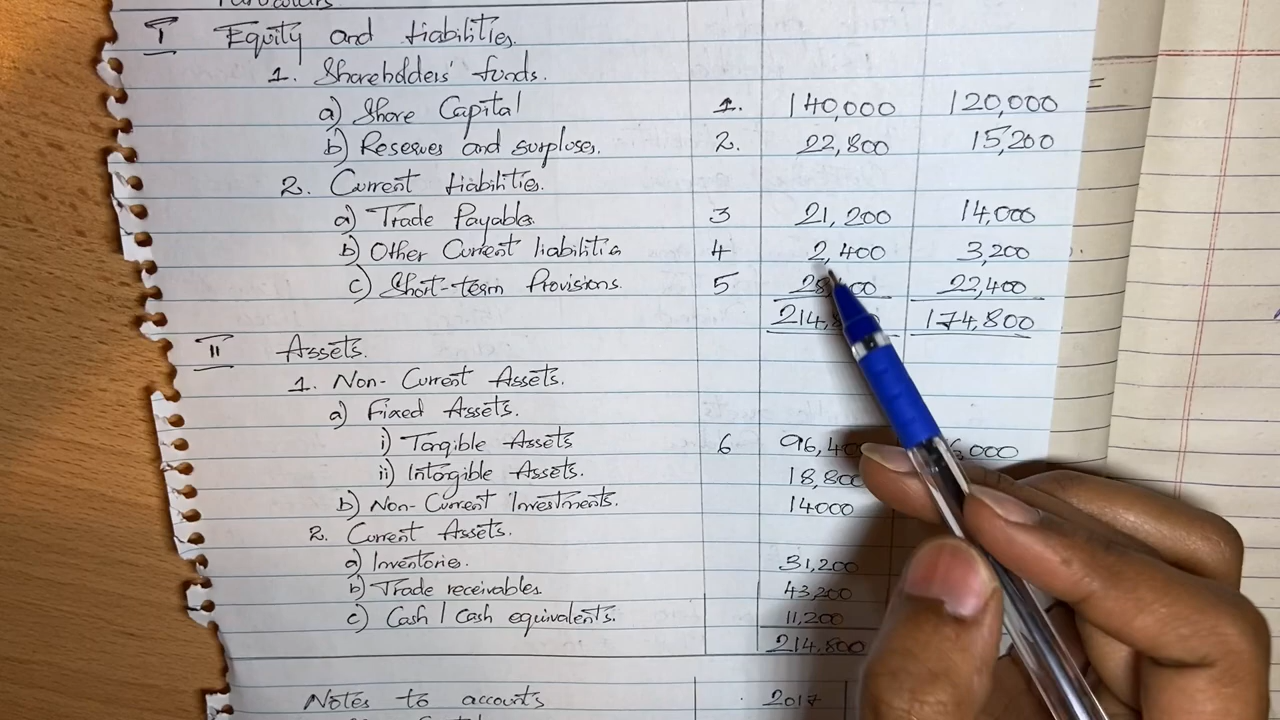 Particulars
I Equity and Liabilities.
1. Shareholders' funds.
a) Share Capital 1. 140,000 120,000
b) Reserves and surpluses. 2. 22,800 15,200
2. Current Liabilities.
a) Trade Payables 3 21,200 14,000
b) Other Current liabilities 4 2,400 3,200
c) Short-term Provisions. 5 22,400
174,800
II Assets.
1. Non-Current Assets.
a) Fixed Assets.
i) Tangible Assets 6
ii) Intangible Assets. 18,800
b) Non-Current Investments. 14000
2. Current Assets.
a) Inventories. 31,200
b) Trade receivables. 43,200
c) Cash / Cash equivalents. 11,200
214,800
Notes to accounts 2017